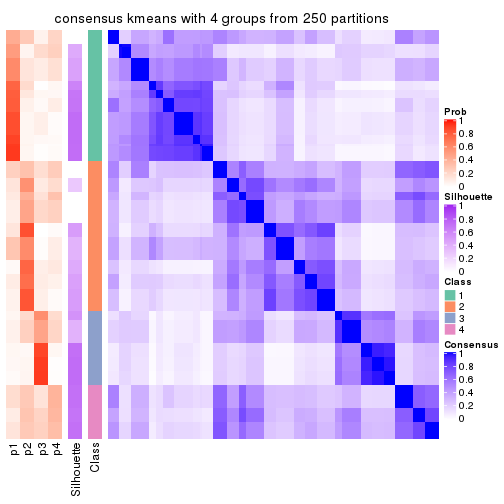 consensus kmeans with 4 groups from 250 partitions
Prob
1
0.8
0.6
0.4
0.2
0
Silhouette
1
0.8
0.6
0.4
0.2
0
Class
1
2
3
4
Consensus
1
0.8
0.6
0.4
0.2
0
p1
p2
p3
p4
Silhouette
Class